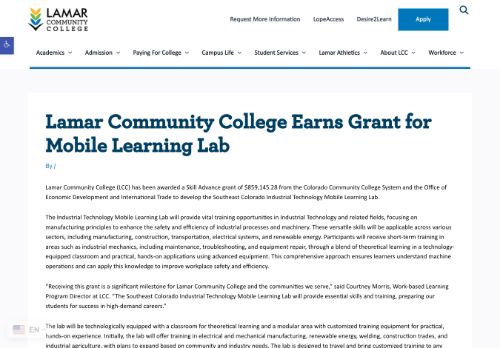 LAMAR
COMMUNITY
COLLEGE
Request More Information LopeAccess Desire2Learn Apply
Academics Admission Paying For College Campus Life Student Services Lamar Athletics About LCC Workforce
Lamar Community College Earns Grant for
Mobile Learning Lab
By /
Lamar Community College (LCC) has been awarded a Skill Advance grant of $859,145.28 from the Colorado Community College System and the Office of
Economic Development and International Trade to develop the Southeast Colorado Industrial Technology Mobile Learning Lab.
The Industrial Technology Mobile Learning Lab will provide vital training opportunities in Industrial Technology and related fields, focusing on
manufacturing principles to enhance the safety and efficiency of industrial processes and machinery. These versatile skills will be applicable across various
sectors, including manufacturing, construction, transportation, electrical systems, and renewable energy. Participants will receive short-term training in
areas such as industrial mechanics, including maintenance, troubleshooting, and equipment repair, through a blend of theoretical learning in a technology-
equipped classroom and practical, hands-on applications using advanced equipment. This comprehensive approach ensures learners understand machine
operations and can apply this knowledge to improve workplace safety and efficiency.
"Receiving this grant is a significant milestone for Lamar Community College and the communities we serve," said Courtney Morris, Work-based Learning
Program Director at LCC. "The Southeast Colorado Industrial Technology Mobile Learning Lab will provide essential skills and training, preparing our
students for success in high-demand careers."
The lab will be technologically equipped with a classroom for theoretical learning and a modular area with customized training equipment for practical,
hands-on experience. Initially, the lab will offer training in electrical and mechanical manufacturing, renewable energy, welding, construction trades, and
industrial agriculture, with plans to expand based on community and industry needs. The lab is designed to travel and bring customized training to any
EN